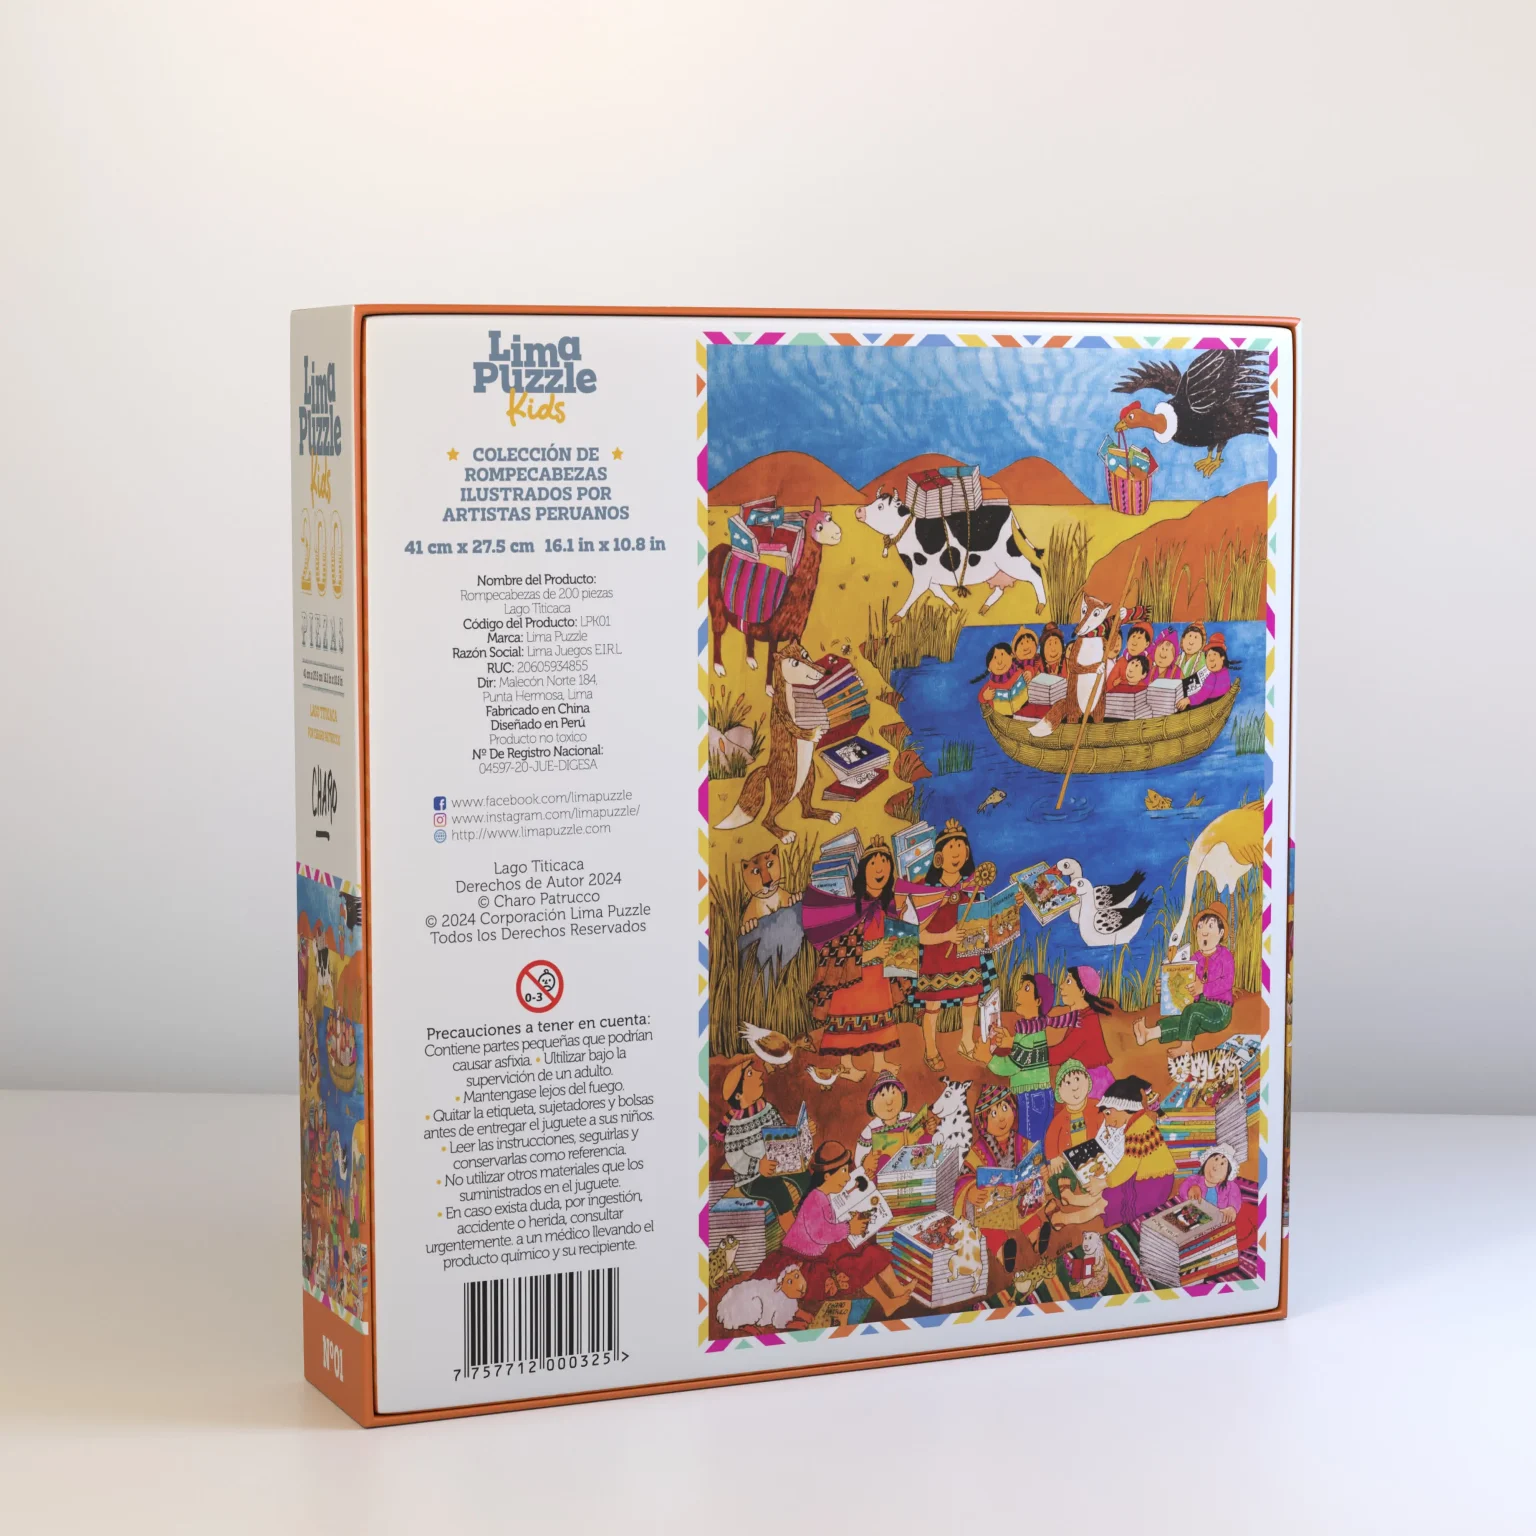 Lima
Puzzle
Kids
200
PIEZAS
LAGO TITICACA
POR CHARO PATRUCCO
CHARO
Nº01
Lima
Puzzle
Kids
COLECCIÓN DE
ROMPECABEZAS
ILUSTRADOS POR
ARTISTAS PERUANOS
41 cm x 27.5 cm 16.1 in x 10.8 in
Nombre del Producto:
Rompecabezas de 200 piezas
Lago Titicaca
Código del Producto: LPK01
Marca: Lima Puzzle
Razón Social: Lima Juegos E.I.R.L
RUC: 20605934855
Dir: Malecón Norte 184,
Punta Hermosa, Lima
Fabricado en China
Diseñado en Perú
Producto no toxico
Nº De Registro Nacional:
04597-20-JUE-DIGESA
www.facebook.com/limapuzzle
www.instagram.com/limapuzzle/
http://www.limapuzzle.com
Lago Titicaca
Derechos de Autor 2024
© Charo Patrucco
© 2024 Corporación Lima Puzzle
Todos los Derechos Reservados
0-3
Precauciones a tener en cuenta:
Contiene partes pequeñas que podrían
causar asfixia. • Ultilizar bajo la
supervición de un adulto.
• Mantengase lejos del fuego.
• Quitar la etiqueta, sujetadores y bolsas
antes de entregar el juguete a sus niños.
• Leer las instrucciones, seguirlas y
conservarlas como referencia.
• No utilizar otros materiales que los
suministrados en el juguete.
• En caso exista duda, por ingestión,
accidente o herida, consultar
urgentemente. a un médico llevando el
producto químico y su recipiente.
7 757712 000325 >